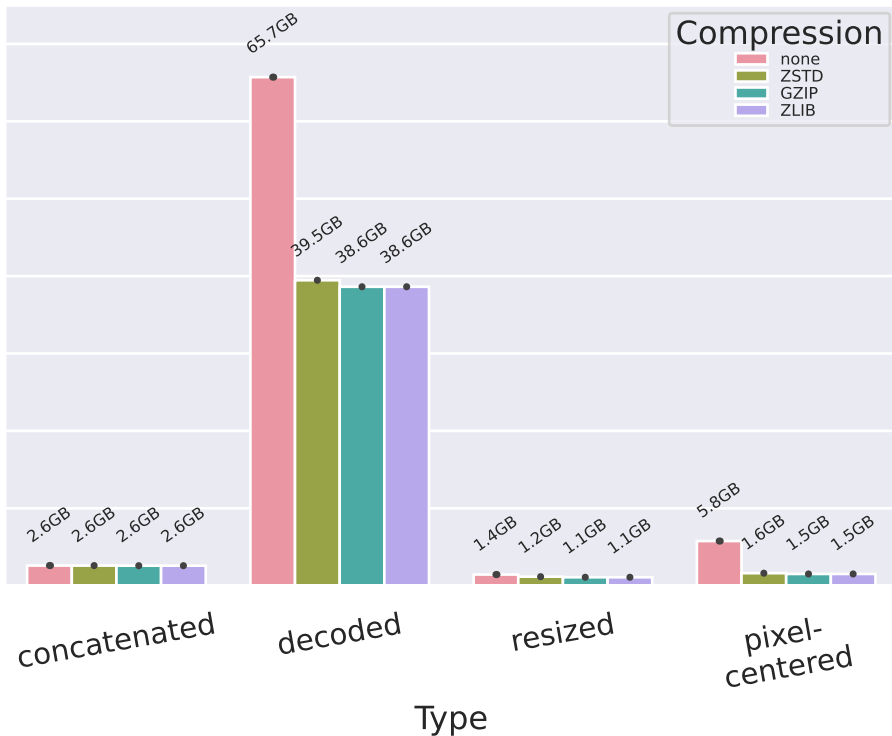 65.7GB
Compression
none
ZSTD
GZIP
ZLIB
39.5GB
38.6GB
38.6GB
2.6GB
2.6GB
2.6GB
2.6GB
1.4GB
1.2GB
1.1GB
1.1GB
5.8GB
1.6GB
1.5GB
1.5GB
concatenated
decoded
resized
pixel-
centered
Type